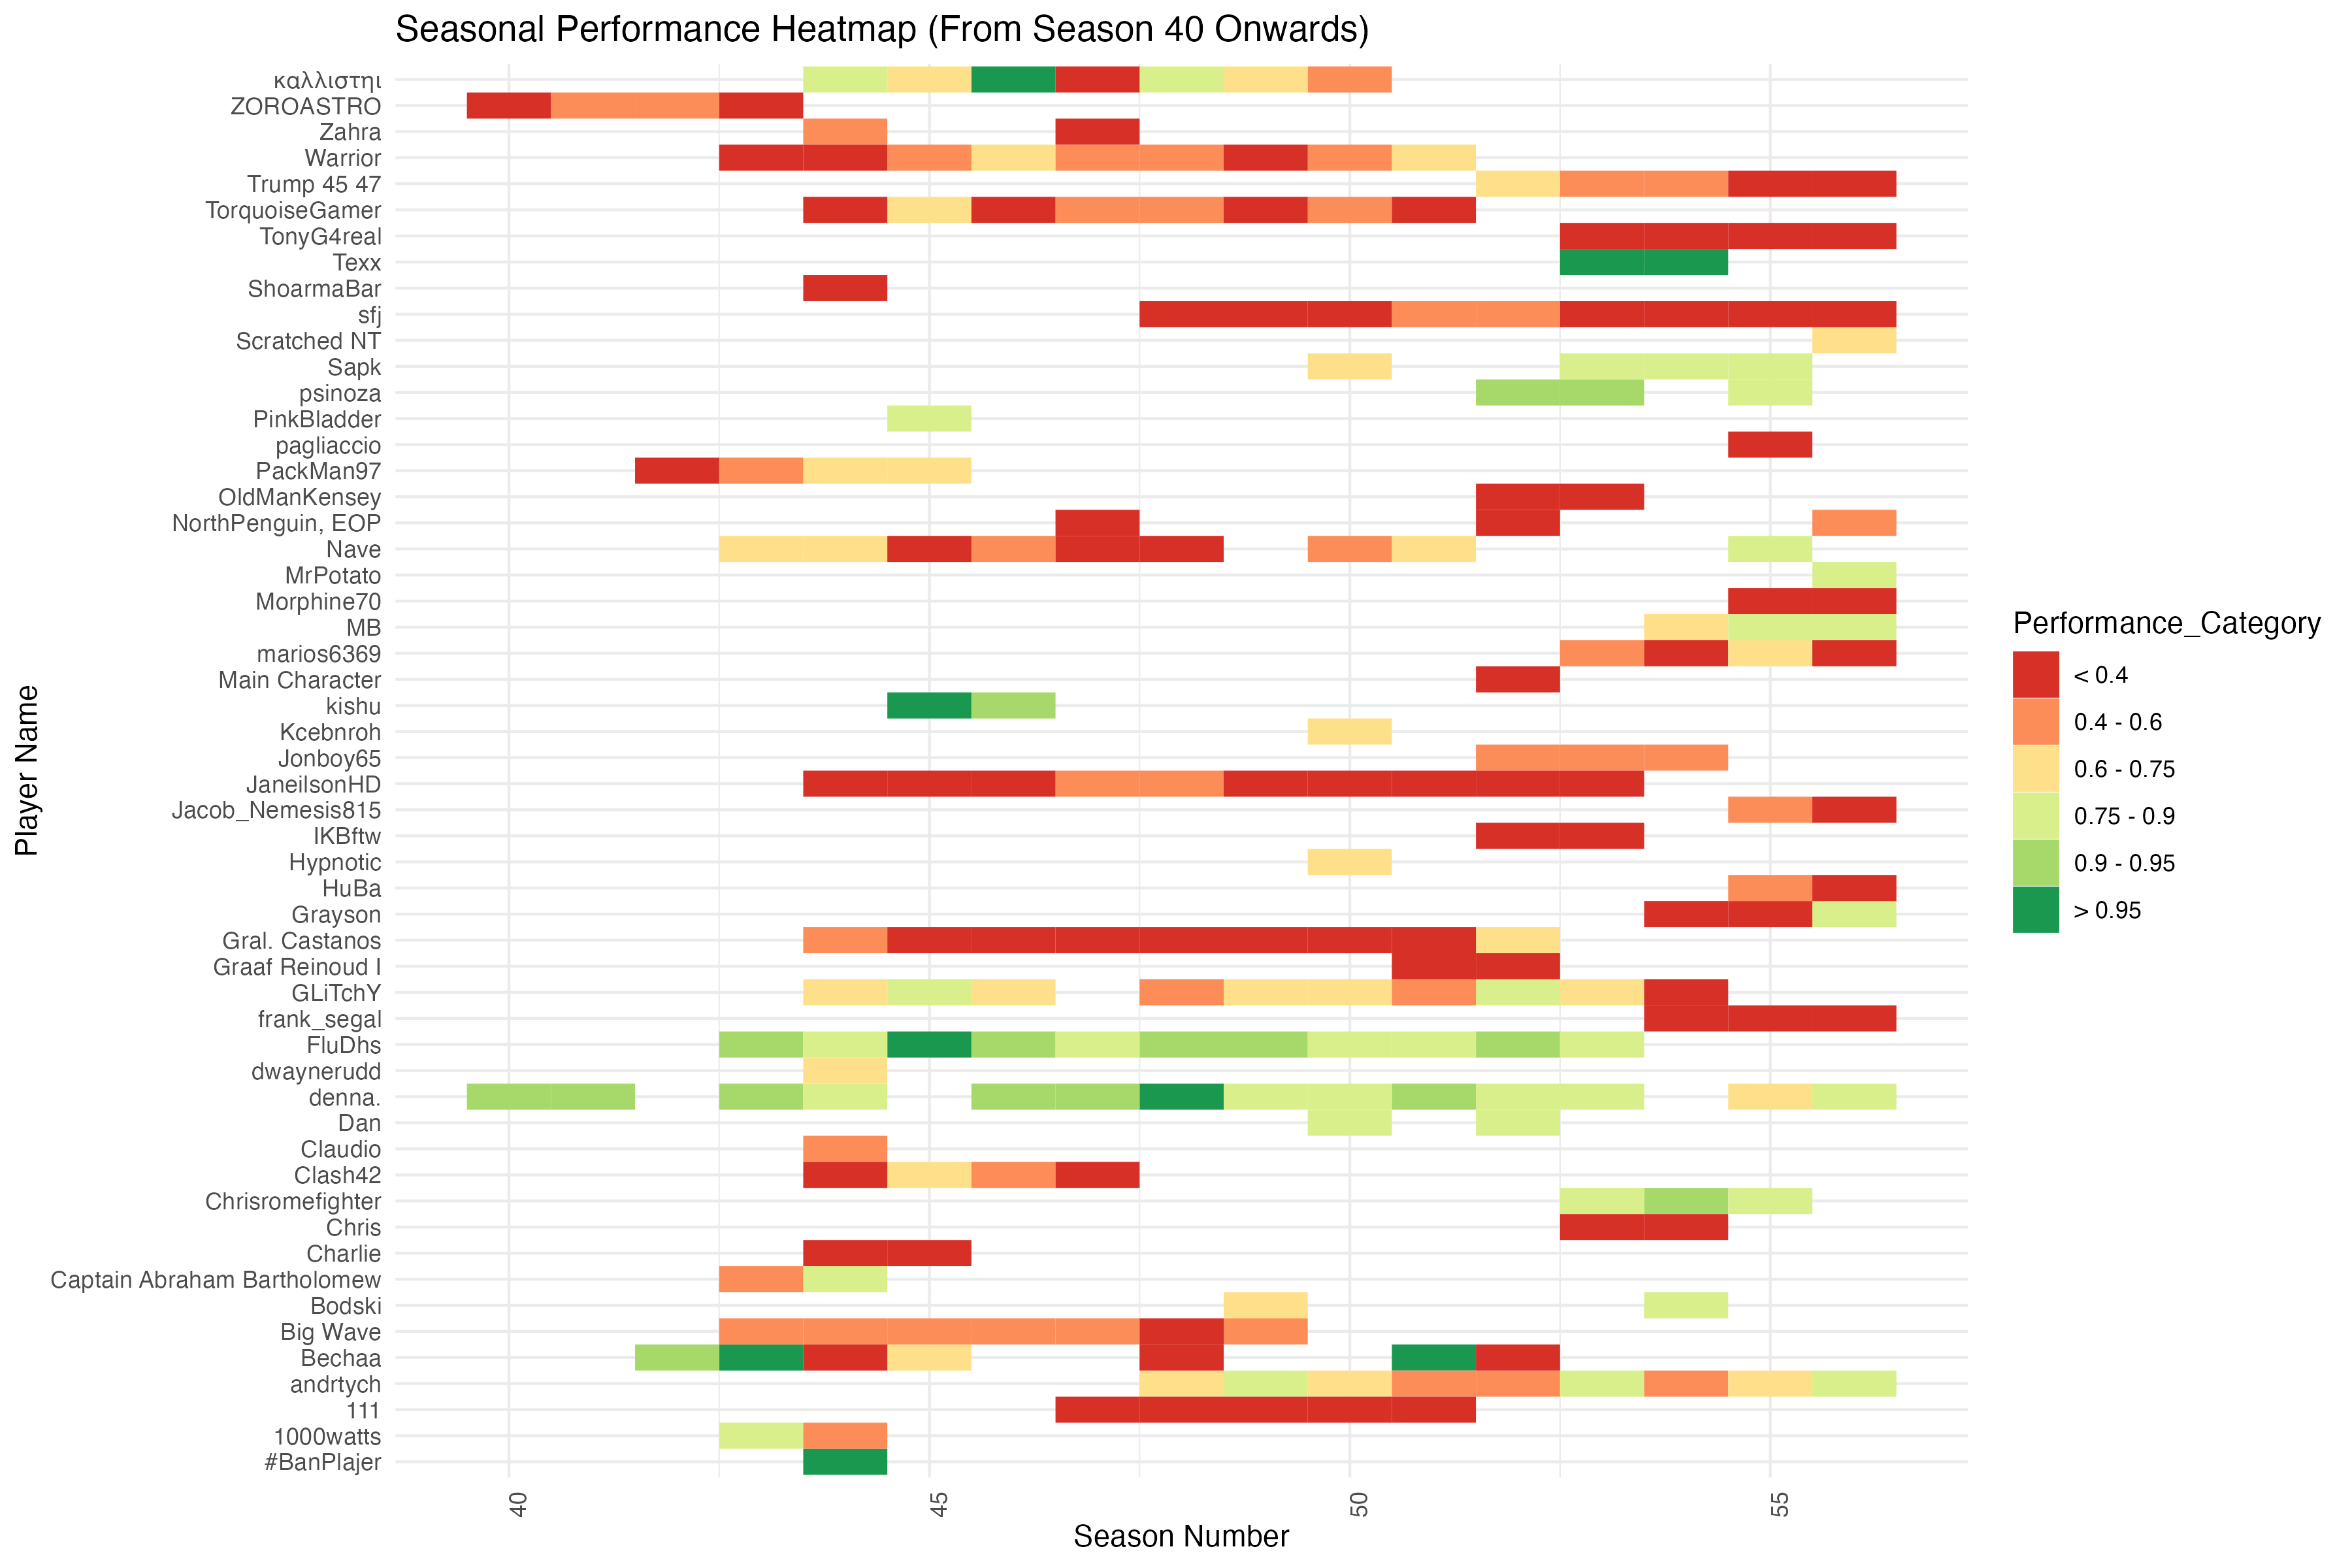 Seasonal Performance Heatmap (From Season 40 Onwards)
καλλιστηι
ZOROASTRO
Zahra
Warrior
Trump 45 47
TorquoiseGamer
TonyG4real
Texx
ShoarmaBar
sfj
Scratched NT
Sapk
psinoza
PinkBladder
pagliaccio
PackMan97
OldManKensey
NorthPenguin, EOP
Nave
MrPotato
Morphine70
MB
marios6369
Main Character
kishu
Kcebnroh
Jonboy65
JaneilsonHD
Jacob_Nemesis815
IKBftw
Hypnotic
HuBa
Grayson
Gral. Castanos
Graaf Reinoud I
GLiTchY
frank_segal
FluDhs
dwaynerudd
denna.
Dan
Claudio
Clash42
Chrisromefighter
Chris
Charlie
Captain Abraham Bartholomew
Bodski
Big Wave
Bechaa
andrtych
111
1000watts
#BanPlajer
Player Name
40
45
50
55
Season Number
Performance_Category
< 0.4
0.4 - 0.6
0.6 - 0.75
0.75 - 0.9
0.9 - 0.95
> 0.95